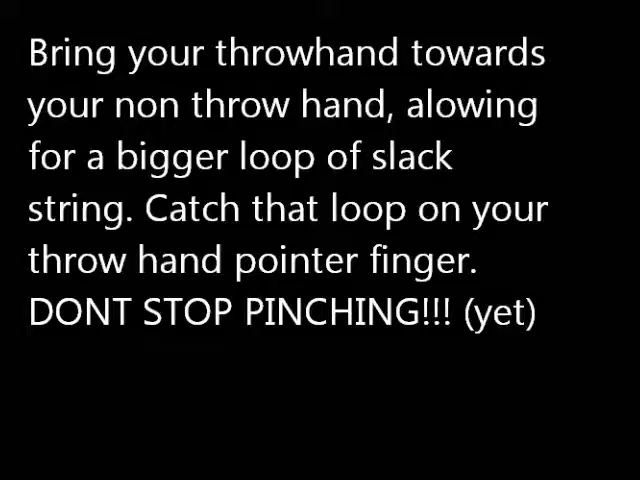 Bring your throwhand towards
your non throw hand, alowing
for a bigger loop of slack
string. Catch that loop on your
throw hand pointer finger.
DONT STOP PINCHING!!! (yet)